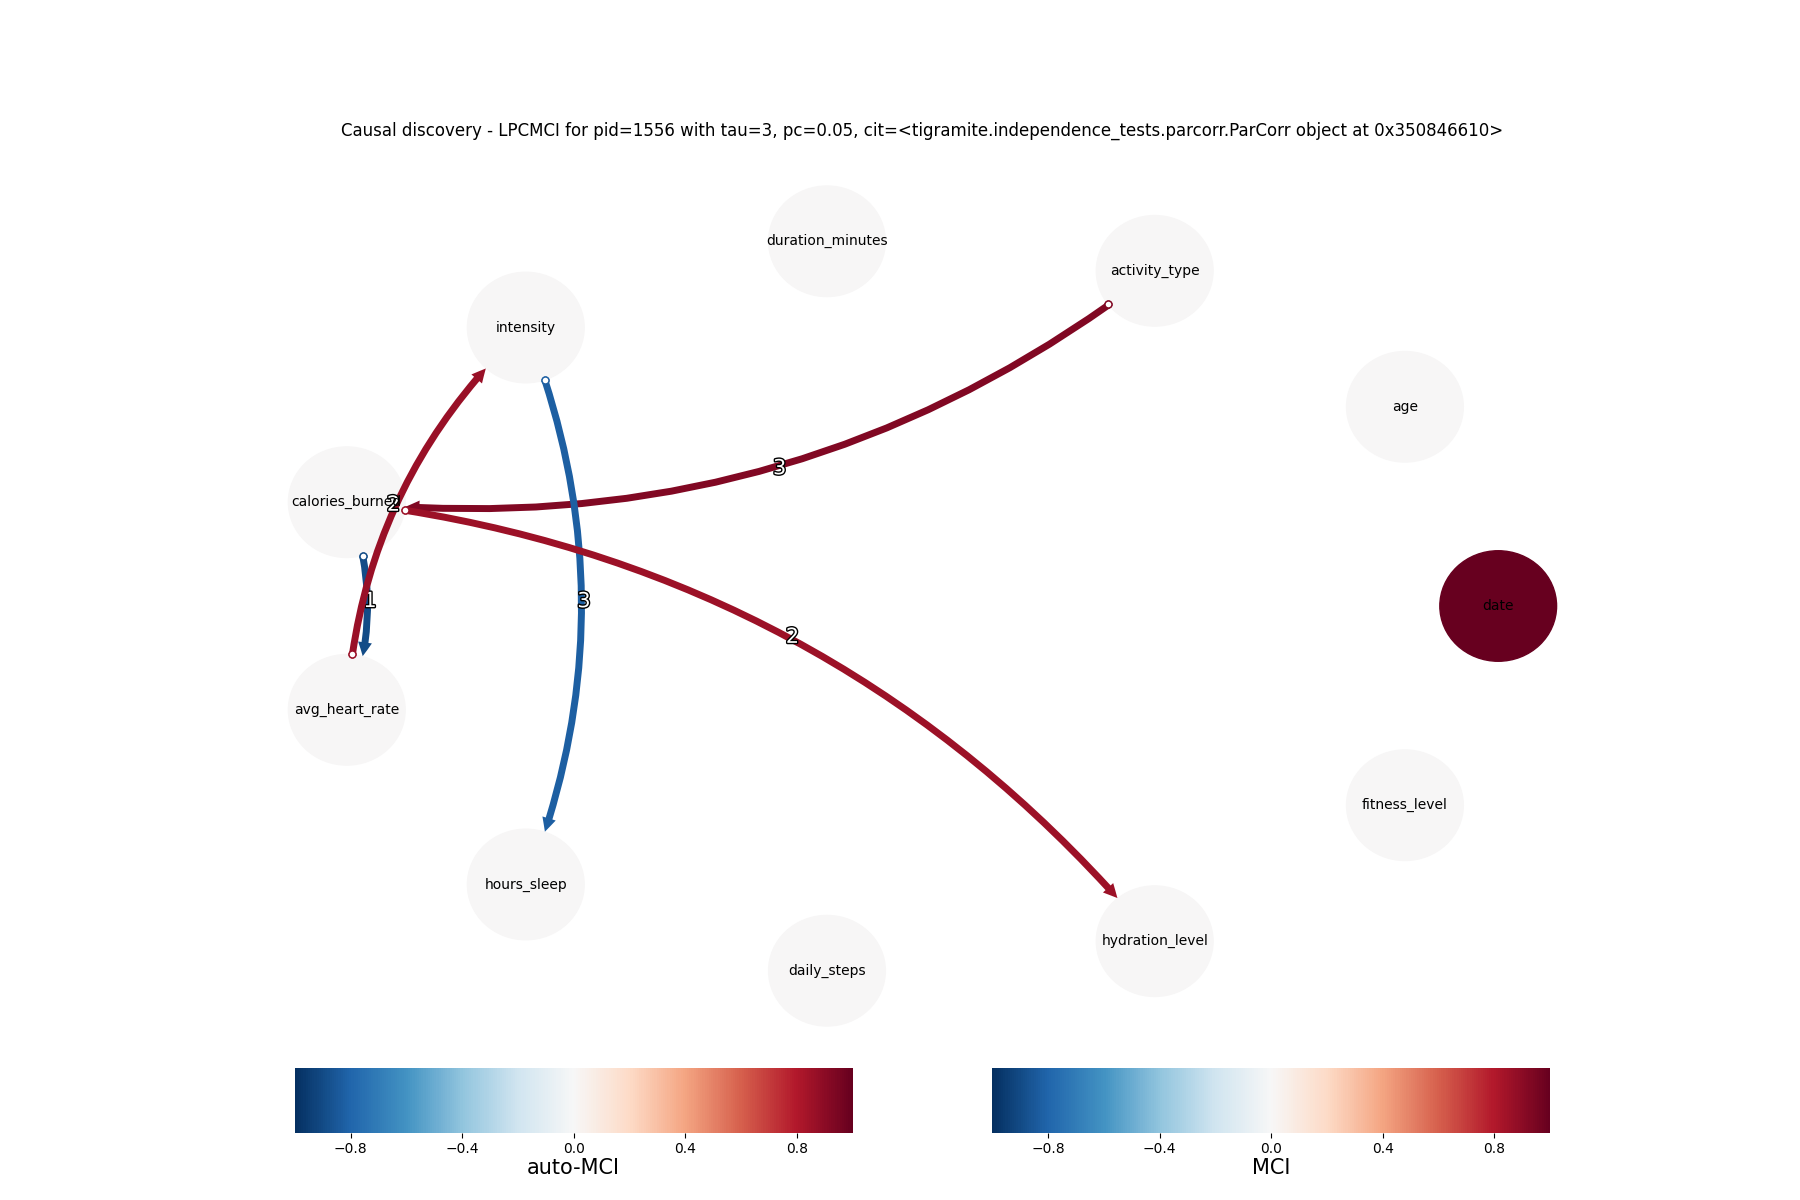 Causal discovery - LPCMCI for pid=1556 with tau=3, pc=0.05, cit=<tigramite.independence_tests.parcorr.ParCorr object at 0x350846610>
duration_minutes
activity_type
intensity
age
3
calories_burned
2
1
3
date
2
avg_heart_rate
fitness_level
hours_sleep
hydration_level
daily_steps
−0.8 −0.4 0.0 0.4 0.8
auto-MCI
−0.8 −0.4 0.0 0.4 0.8
MCI